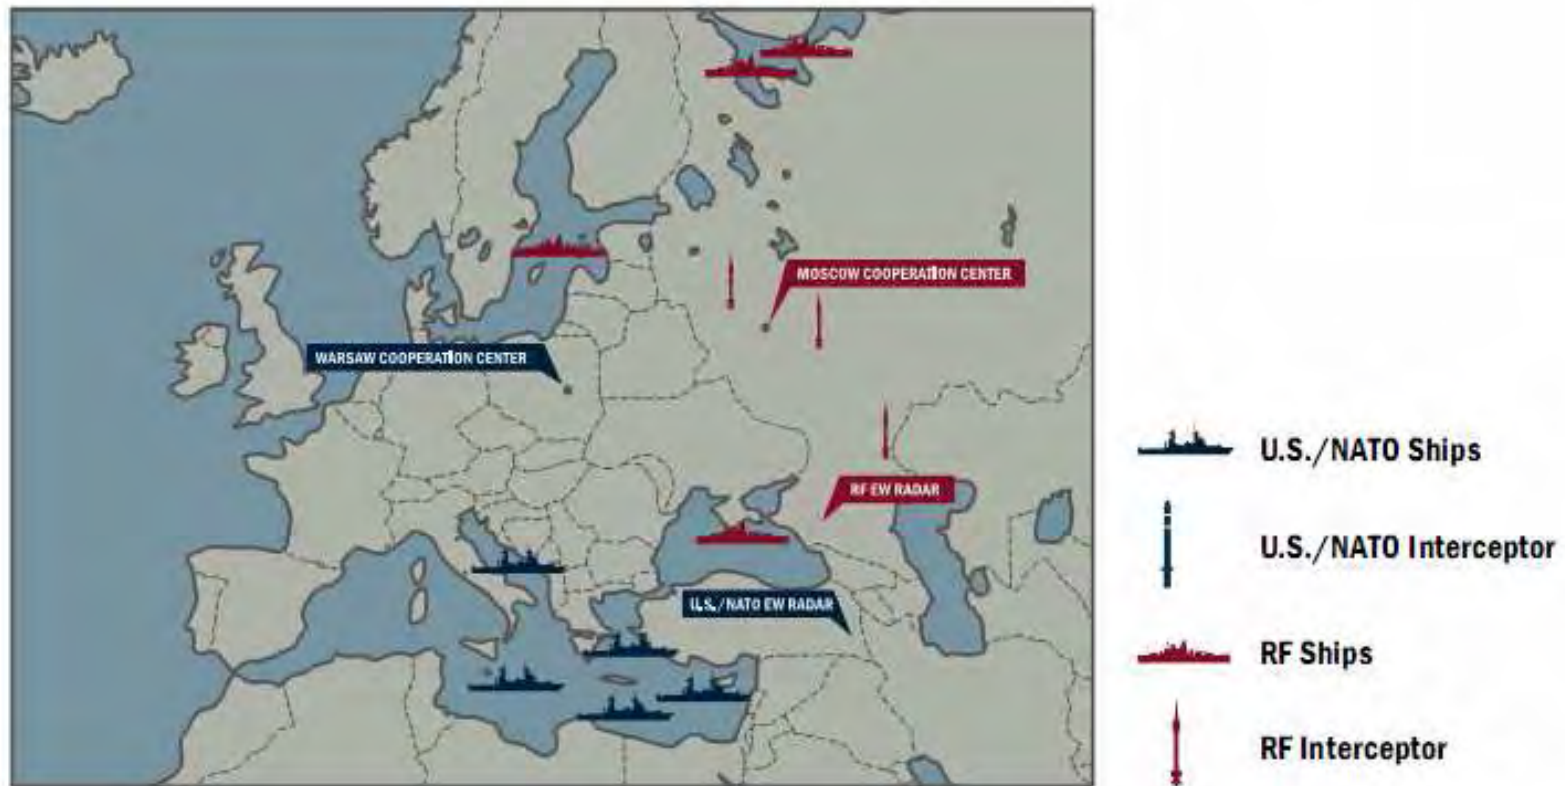 MOSCOW COOPERATION CENTER
WARSAW COOPERATION CENTER
RF EW RADAR
U.S./NATO EW RADAR
U.S./NATO Ships
U.S./NATO Interceptor
RF Ships
RF Interceptor